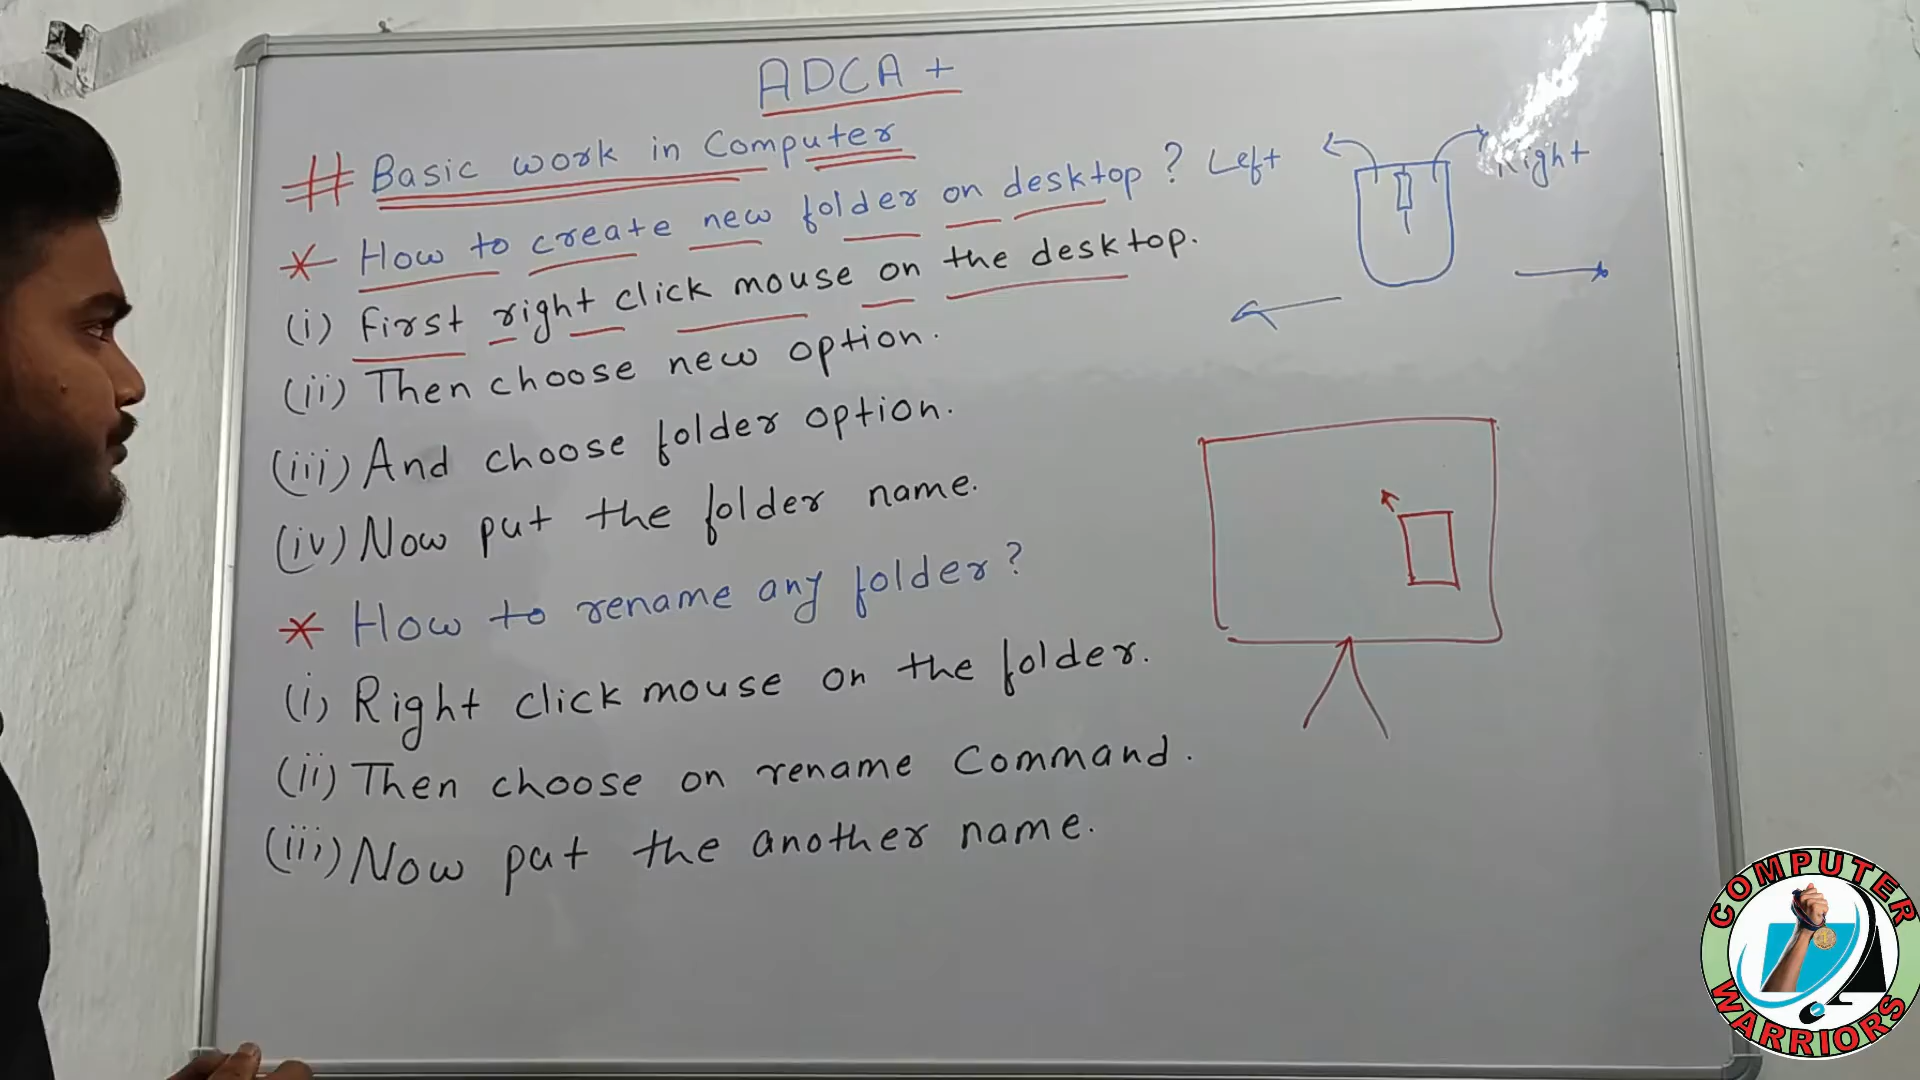 ADCA +
# Basic work in Computer
* How to create new folder on desktop?
Left
Right
(i) First right click mouse on the desktop.
(ii) Then choose new option.
(iii) And choose folder option.
(iv) Now put the folder name.
* How to rename any folder?
(i) Right click mouse on the folder.
(ii) Then choose on rename Command.
(iii) Now put the another name.
COMPUTER
WARRIORS